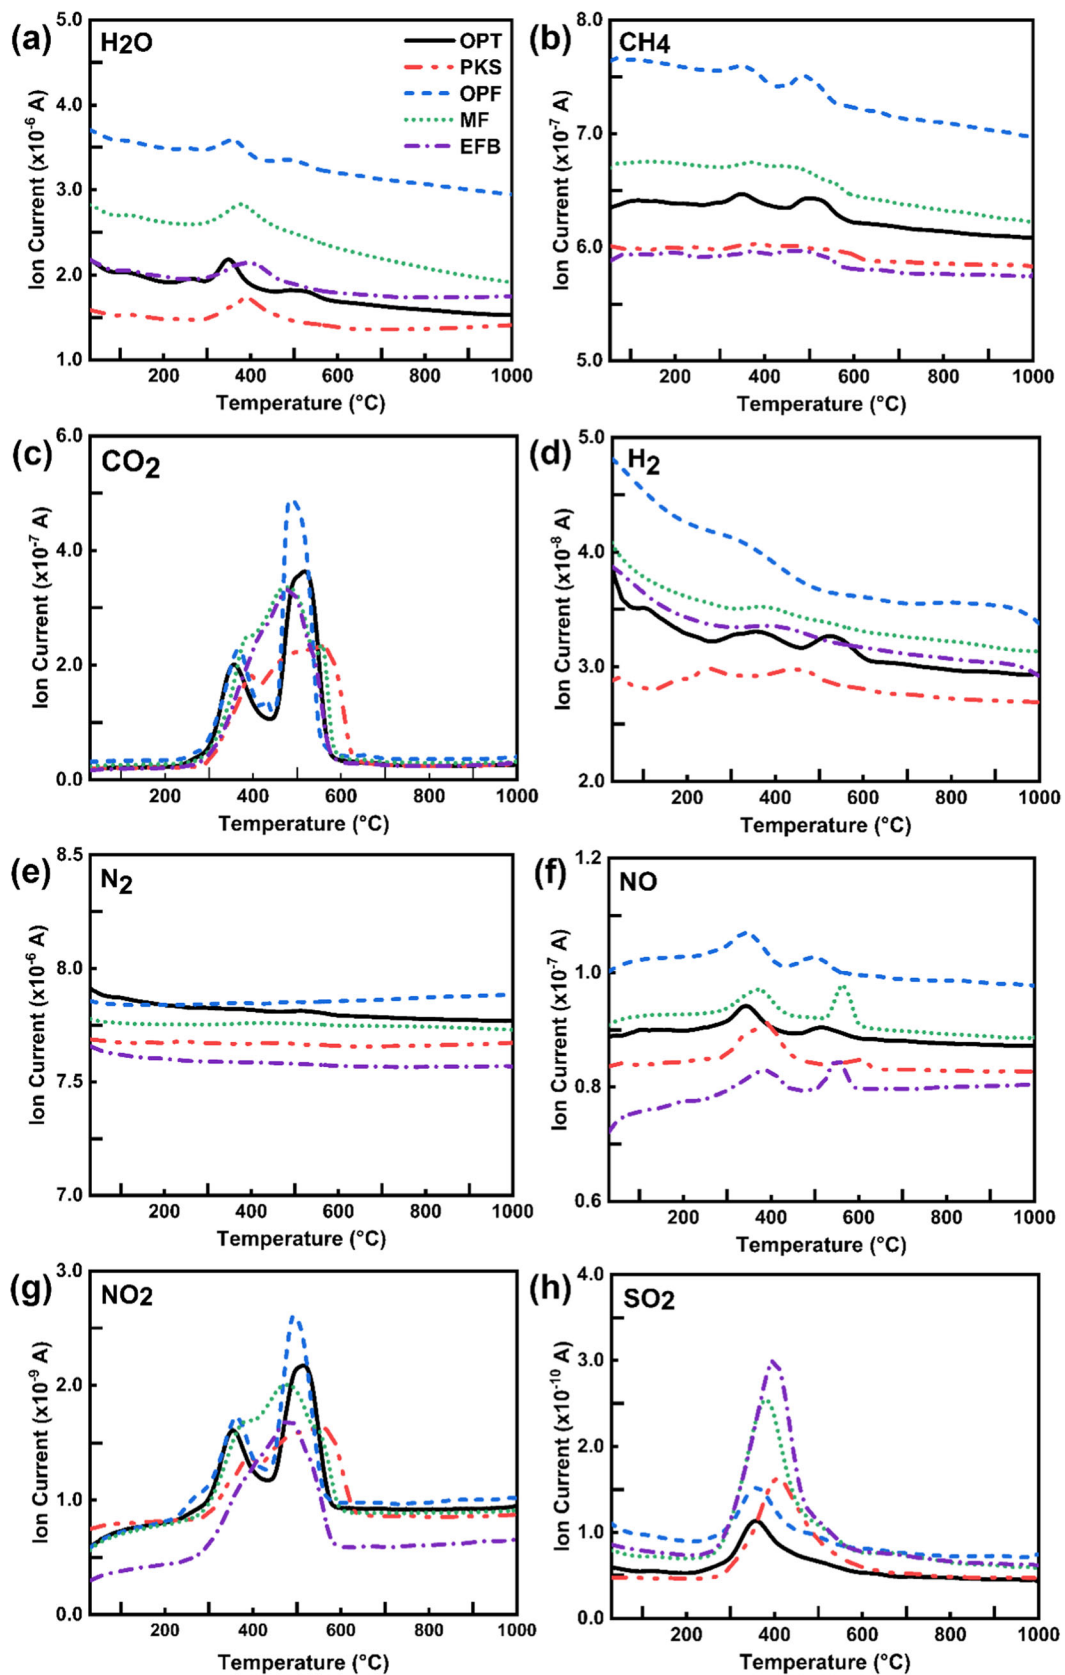 (a)
H2O
OPT
PKS
OPF
MF
EFB
5.0
4.0
3.0
2.0
1.0
Ion Current (x10-6 A)
200 400 600 800 1000
Temperature (°C)
(b)
CH4
8.0
7.0
6.0
5.0
Ion Current (x10-7 A)
200 400 600 800 1000
Temperature (°C)
(c)
CO2
6.0
4.0
2.0
0.0
Ion Current (x10-7 A)
200 400 600 800 1000
Temperature (°C)
(d)
H2
5.0
4.0
3.0
2.0
Ion Current (x10-8 A)
200 400 600 800 1000
Temperature (°C)
(e)
N2
8.5
8.0
7.5
7.0
Ion Current (x10-6 A)
200 400 600 800 1000
Temperature (°C)
(f)
NO
1.2
1.0
0.8
0.6
Ion Current (x10-7 A)
200 400 600 800 1000
Temperature (°C)
(g)
NO2
3.0
2.0
1.0
0.0
Ion Current (x10-9 A)
200 400 600 800 1000
Temperature (°C)
(h)
SO2
4.0
3.0
2.0
1.0
0.0
Ion Current (x10-10 A)
200 400 600 800 1000
Temperature (°C)